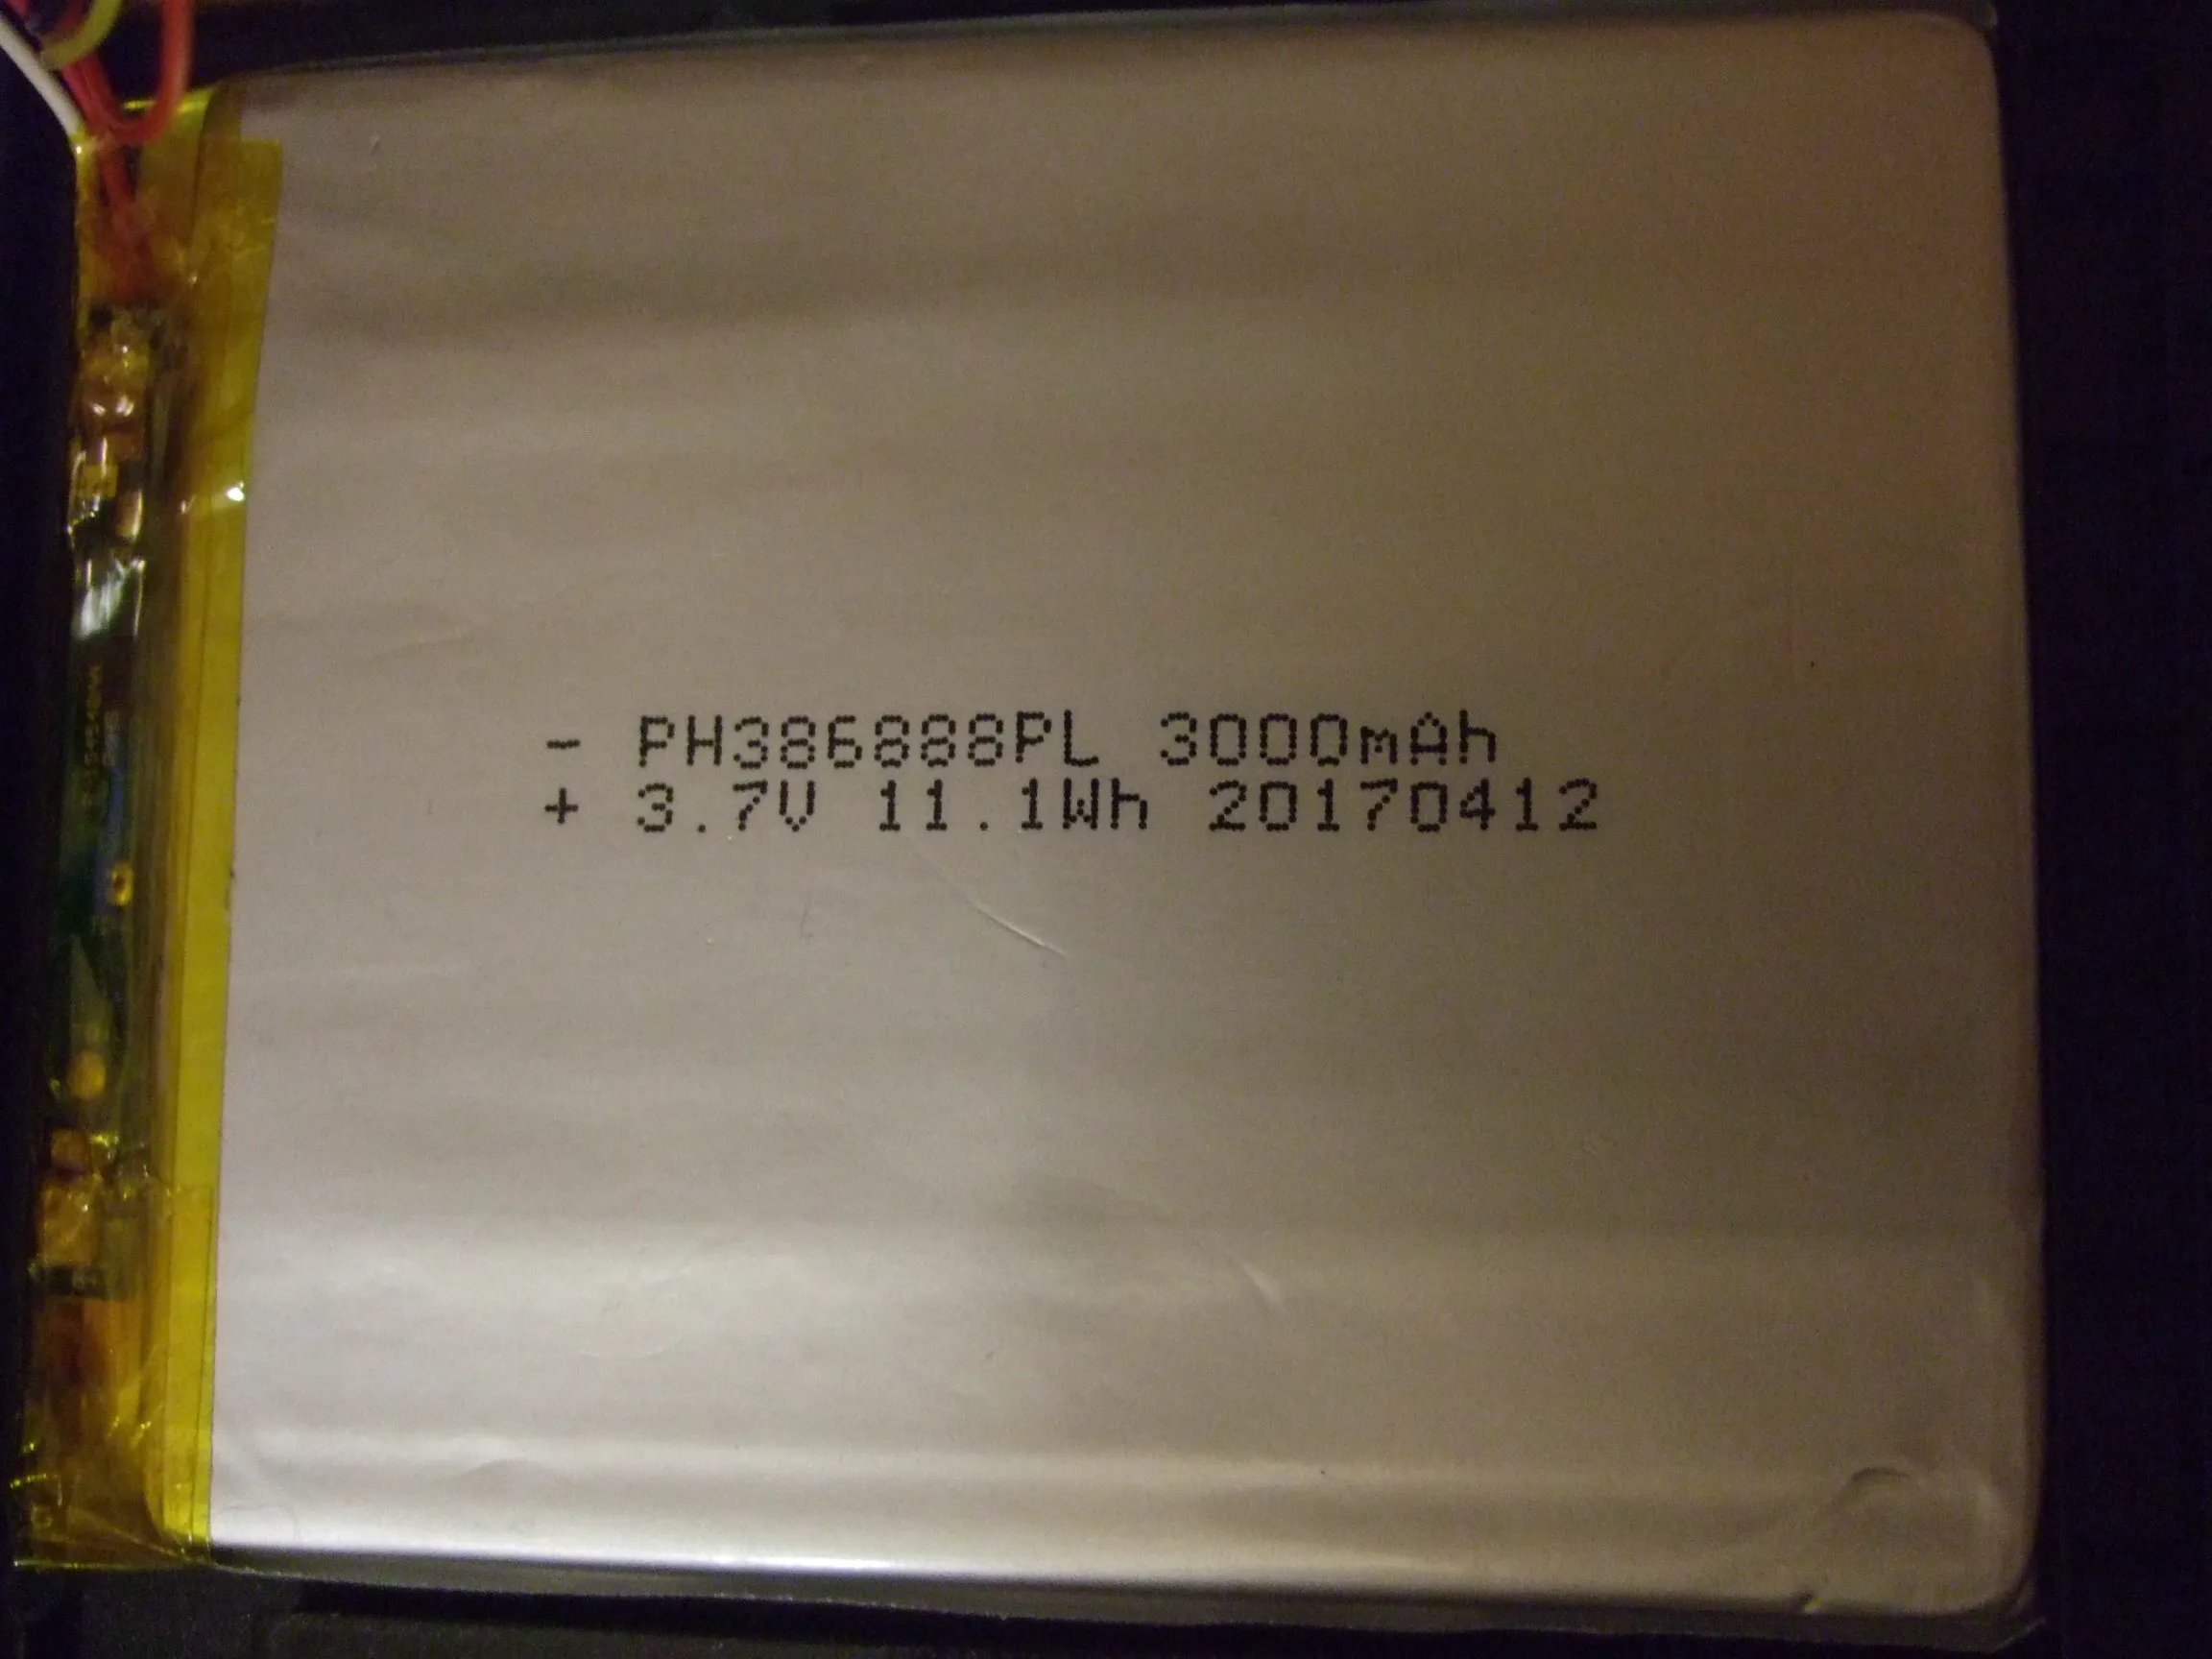 - PH386888PL 3000mAh
+ 3.7V 11.1Wh 20170412